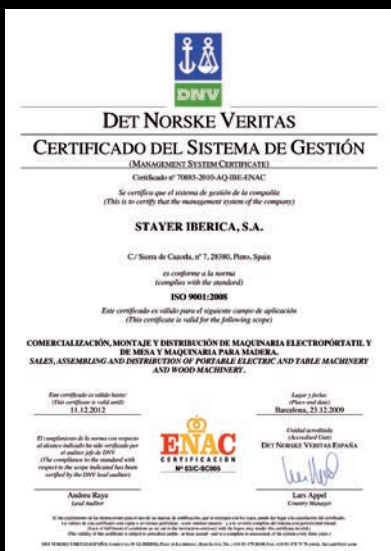 DNV
DET NORSKE VERITAS
CERTIFICADO DEL SISTEMA DE GESTIÓN
(MANAGEMENT SYSTEM CERTIFICATE)
Certificado nº 70885-2010-AQ-IBE-ENAC
Se certifica que el sistema de gestión de la compañía
(This is to certify that the management system of the company)
STAYER IBERICA, S.A.
C/ Sierra de Cazorla, nº 7, 28380, Pinto, Spain
es conforme a la norma
(complies with the standard)
ISO 9001:2008
Este certificado es válido para el siguiente campo de aplicación
(This certificate is valid for the following scope)
COMERCIALIZACIÓN, MONTAJE Y DISTRIBUCIÓN DE MAQUINARIA ELECTROPÓRTATIL Y
DE MESA Y MAQUINARIA PARA MADERA.
SALES, ASSEMBLING AND DISTRIBUTION OF PORTABLE ELECTRIC AND TABLE MACHINERY
AND WOOD MACHINERY.
Este certificado es válido hasta:
(This certificate is valid until)
11.12.2012
Lugar y fecha:
(Place and date)
Barcelona, 23.12.2009
El cumplimiento de la norma con respecto
al alcance indicado ha sido verificado por
el auditor jefe de DNV
(The compliance to the standard with
respect to the scope indicated has been
verified by the DNV lead auditor)
ENAC
CERTIFICACIÓN
Nº 03/C-SC005
Unidad acreditada
(Accredited Unit)
DET NORSKE VERITAS ESPAÑA
Andrea Raya
Lead Auditor
Lars Appel
Country Manager